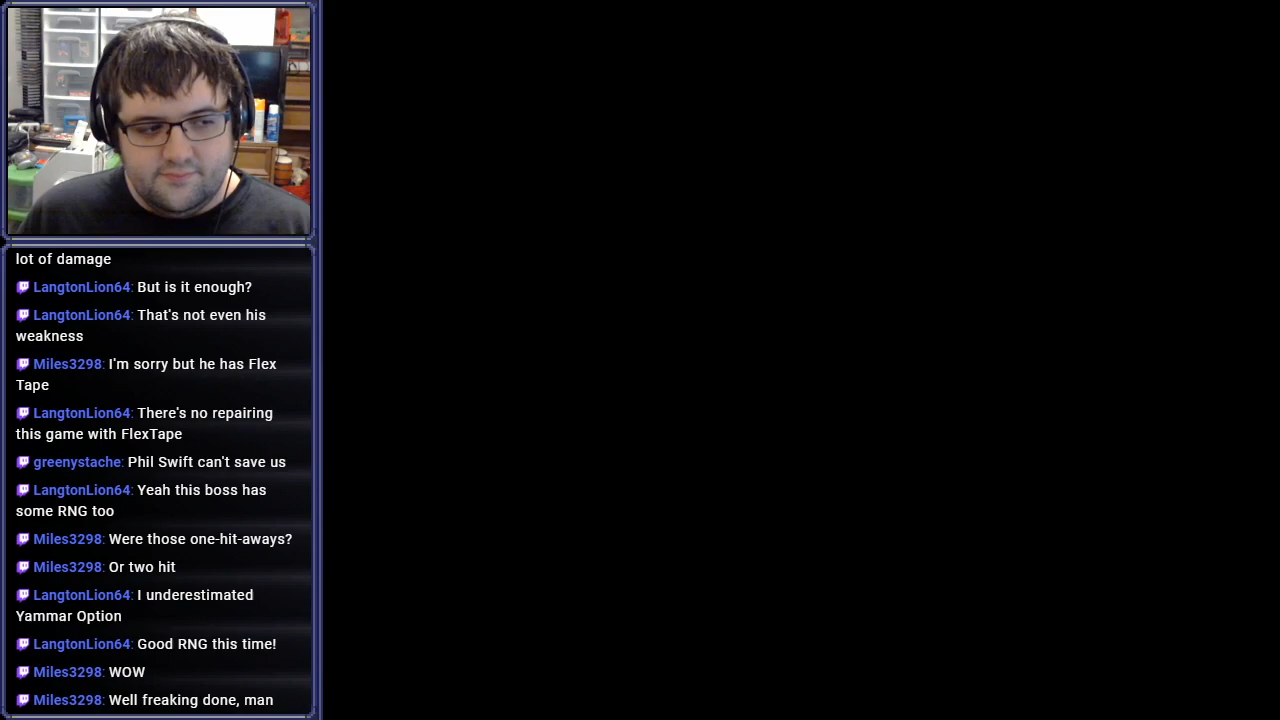 lot of damage
LangtonLion64: But is it enough?
LangtonLion64: That's not even his
weakness
Miles3298: I'm sorry but he has Flex
Tape
LangtonLion64: There's no repairing
this game with FlexTape
greenystache: Phil Swift can't save us
LangtonLion64: Yeah this boss has
some RNG too
Miles3298: Were those one-hit-aways?
Miles3298: Or two hit
LangtonLion64: I underestimated
Yammar Option
LangtonLion64: Good RNG this time!
Miles3298: WOW
Miles3298: Well freaking done, man